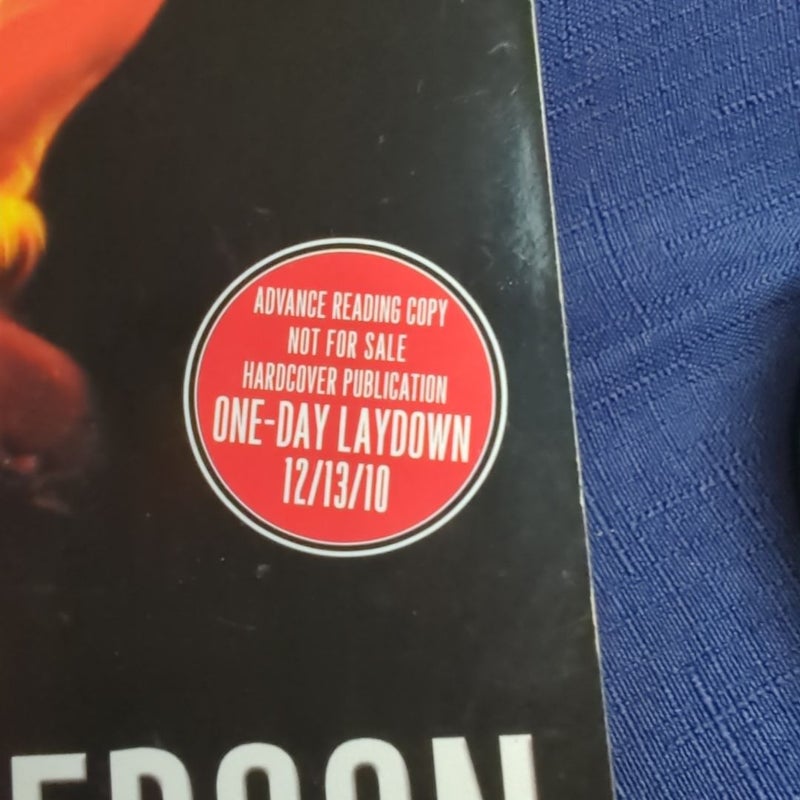 ADVANCE READING COPY
NOT FOR SALE
HARDCOVER PUBLICATION
ONE-DAY LAYDOWN
12/13/10